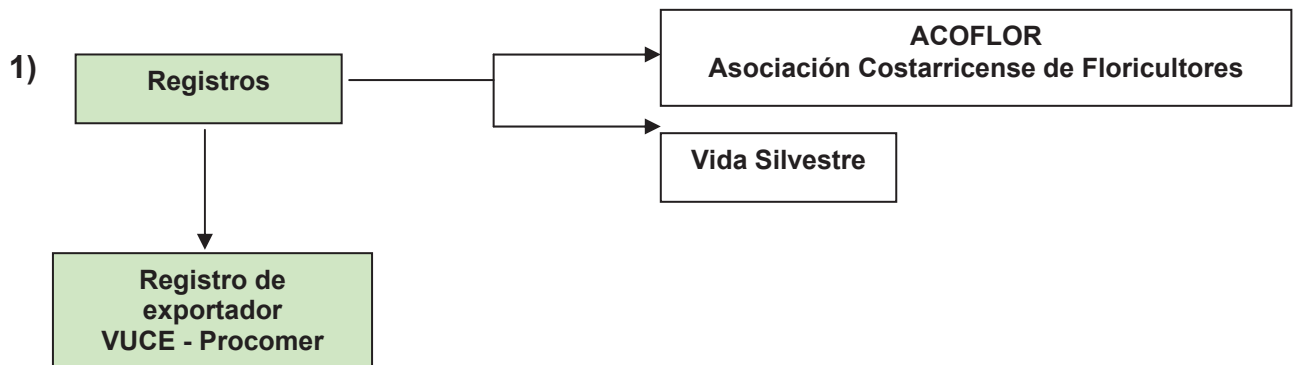 1)
Registros
ACOFLOR
Asociación Costarricense de Floricultores
Vida Silvestre
Registro de
exportador
VUCE - Procomer